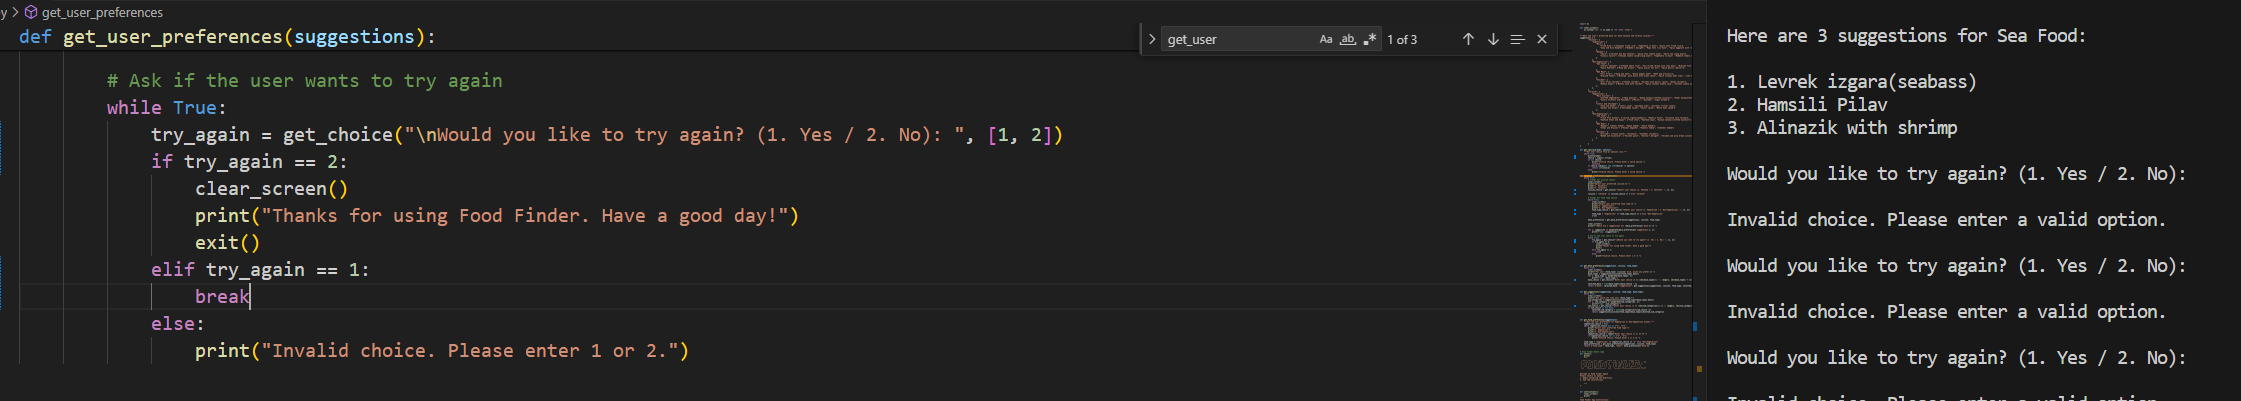 y > get_user_preferences
def get_user_preferences(suggestions):
get_user
Aa ab .*
1 of 3
# Ask if the user wants to try again
while True:
try_again = get_choice("\nWould you like to try again? (1. Yes / 2. No): ", [1, 2])
if try_again == 2:
clear_screen()
print("Thanks for using Food Finder. Have a good day!")
exit()
elif try_again == 1:
break
else:
print("Invalid choice. Please enter 1 or 2.")
Here are 3 suggestions for Sea Food:
1. Levrek izgara(seabass)
2. Hamsili Pilav
3. Alinazik with shrimp
Would you like to try again? (1. Yes / 2. No):
Invalid choice. Please enter a valid option.
Would you like to try again? (1. Yes / 2. No):
Invalid choice. Please enter a valid option.
Would you like to try again? (1. Yes / 2. No):
Invalid choice. Please enter a valid option.